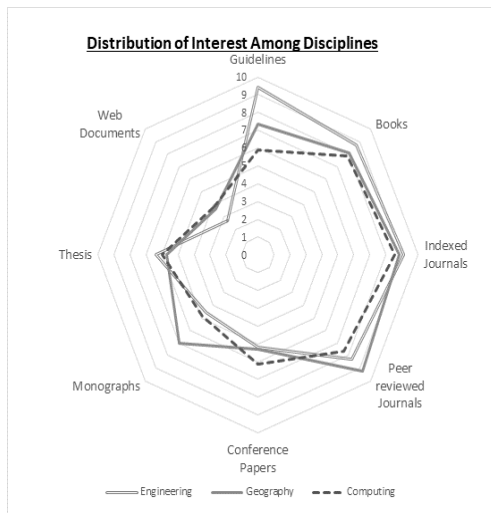 Distribution of Interest Among Disciplines
Guidelines
10
9
8
7
6
5
4
3
2
1
0
Books
Indexed
Journals
Peer
reviewed
Journals
Conference
Papers
Monographs
Thesis
Web
Documents
Engineering
Geography
Computing